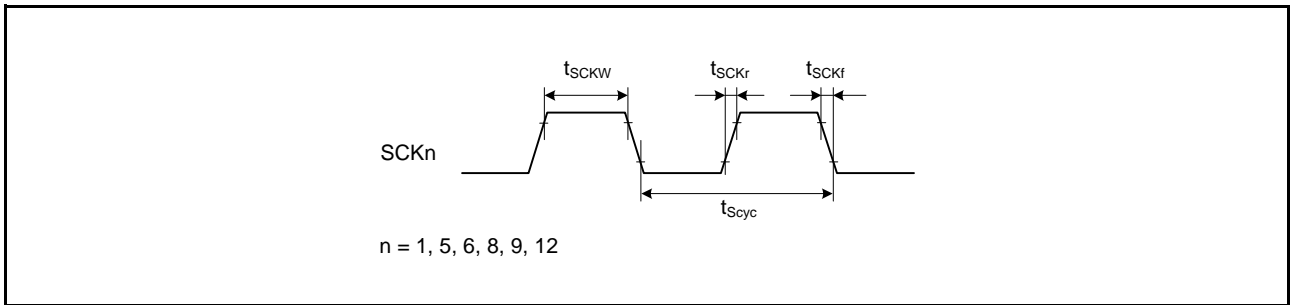 tSCKW tSCKr tSCKf
SCKn
tScyc
n = 1, 5, 6, 8, 9, 12